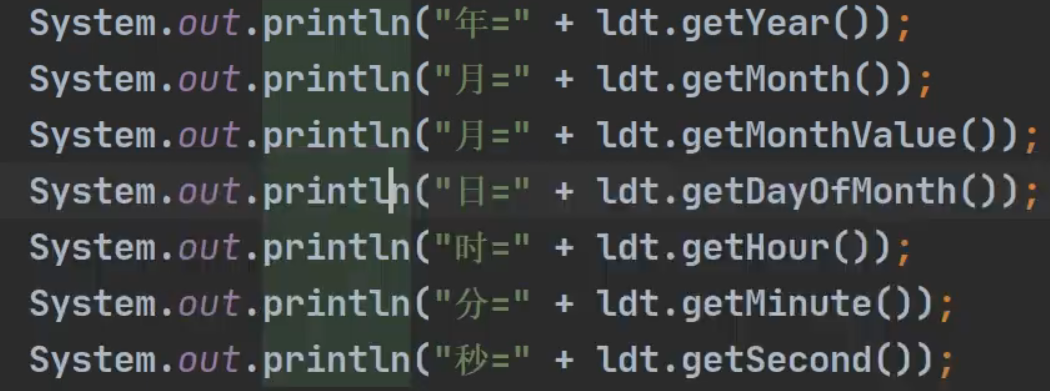 System.out.println("年=" + ldt.getYear());
System.out.println("月=" + ldt.getMonth());
System.out.println("月=" + ldt.getMonthValue());
System.out.println("日=" + ldt.getDayOfMonth());
System.out.println("时=" + ldt.getHour());
System.out.println("分=" + ldt.getMinute());
System.out.println("秒=" + ldt.getSecond());